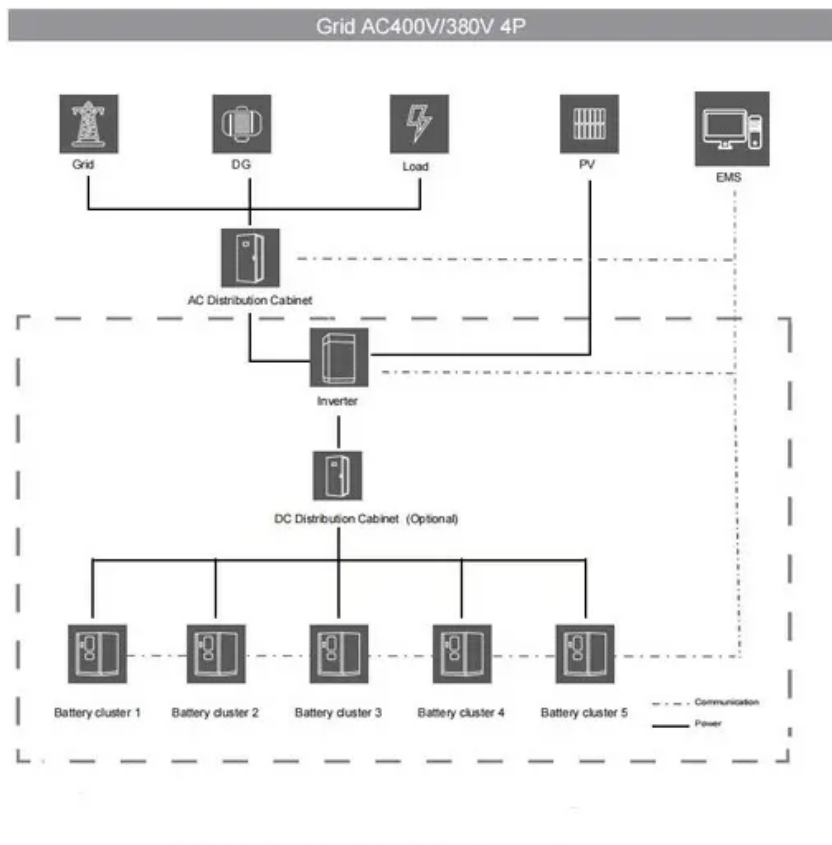 Grid AC400V/380V 4P
Grid
DG
Load
PV
EMS
AC Distribution Cabinet
Inverter
DC Distribution Cabinet (Optional)
Battery cluster 1
Battery cluster 2
Battery cluster 3
Battery cluster 4
Battery cluster 5
Communication
Power